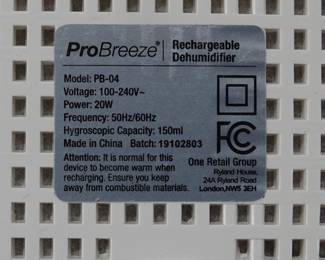 ProBreeze® Rechargeable
Dehumidifier
Model: PB-04
Voltage: 100-240V~
Power: 20W
Frequency: 50Hz/60Hz
Hygroscopic Capacity: 150ml
Made in China Batch: 19102803
Attention: It is normal for this
device to become warm when
recharging. Ensure you keep
away from combustible materials.
FC
One Retail Group
Ryland House,
24A Ryland Road
London,NW5 3EH